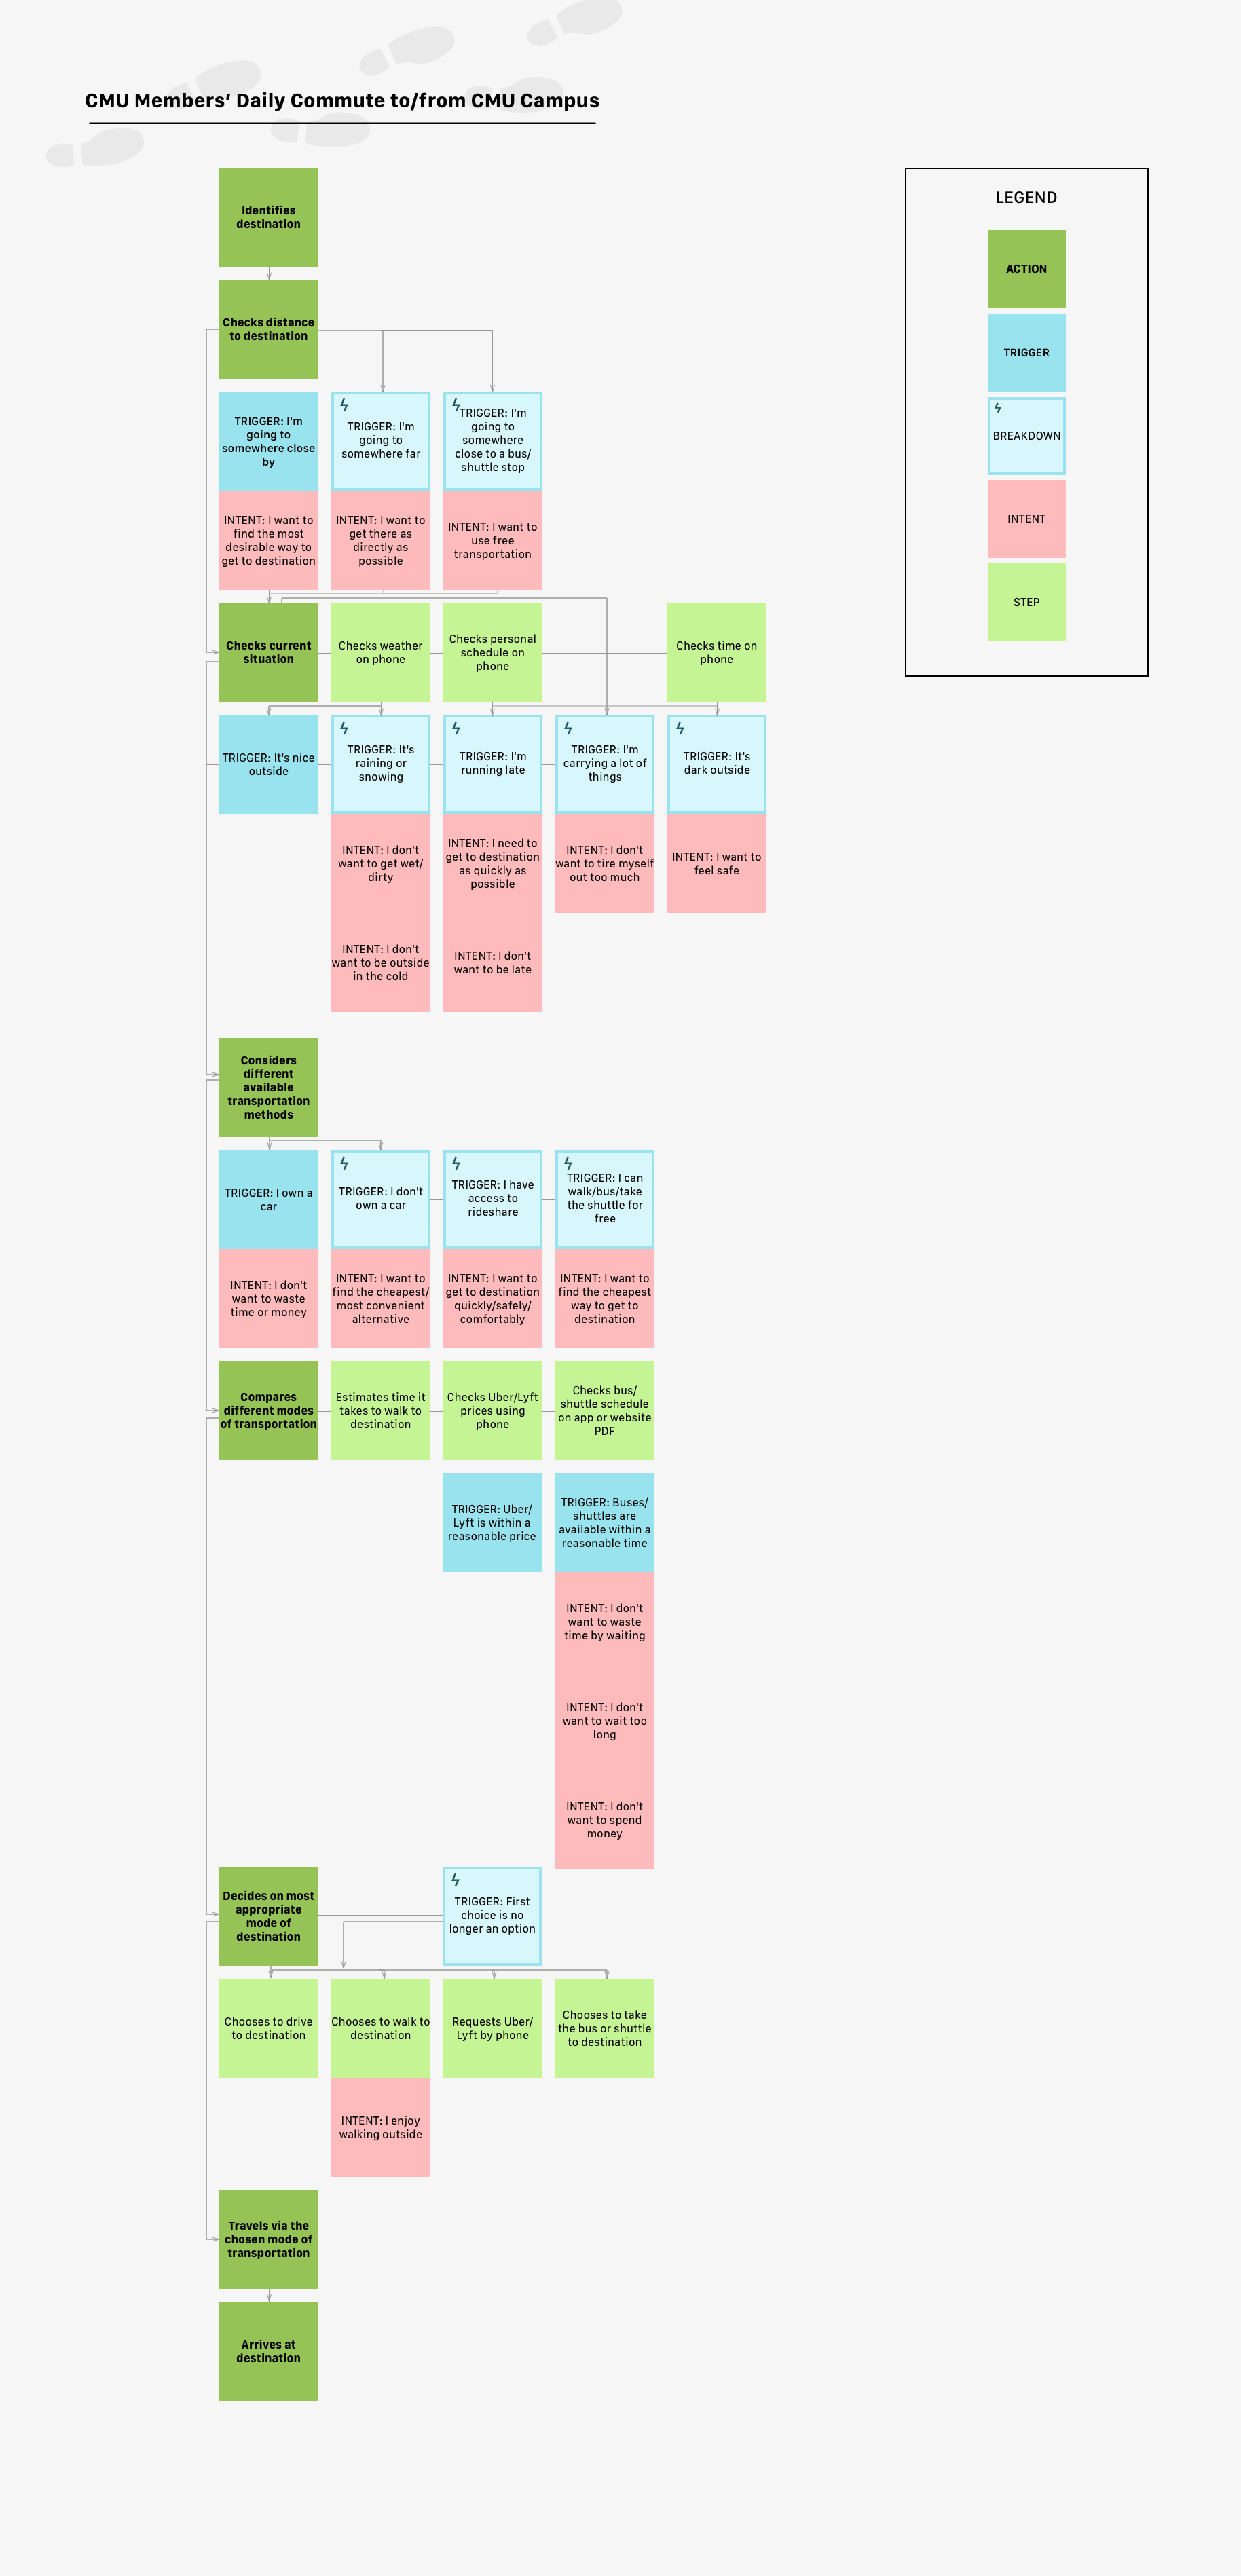 CMU Members’ Daily Commute to/from CMU Campus
LEGEND
ACTION
TRIGGER
BREAKDOWN
INTENT
STEP
Identifies
destination
Checks distance
to destination
TRIGGER: I'm
going to
somewhere close
by
TRIGGER: I'm
going to
somewhere far
TRIGGER: I'm
going to
somewhere
close to a bus/
shuttle stop
INTENT: I want to
find the most
desirable way to
get to destination
INTENT: I want to
get there as
directly as
possible
INTENT: I want to
use free
transportation
Checks current
situation
Checks weather
on phone
Checks personal
schedule on
phone
Checks time on
phone
TRIGGER: It's nice
outside
TRIGGER: It's
raining or
snowing
TRIGGER: I'm
running late
TRIGGER: I'm
carrying a lot of
things
TRIGGER: It's
dark outside
INTENT: I don't
want to get wet/
dirty
INTENT: I need to
get to destination
as quickly as
possible
INTENT: I don't
want to tire myself
out too much
INTENT: I want to
feel safe
INTENT: I don't
want to be outside
in the cold
INTENT: I don't
want to be late
Considers
different
available
transportation
methods
TRIGGER: I own a
car
TRIGGER: I don't
own a car
TRIGGER: I have
access to
rideshare
TRIGGER: I can
walk/bus/take
the shuttle for
free
INTENT: I don't
want to waste
time or money
INTENT: I want to
find the cheapest/
most convenient
alternative
INTENT: I want to
get to destination
quickly/safely/
comfortably
INTENT: I want to
find the cheapest
way to get to
destination
Compares
different modes
of transportation
Estimates time it
takes to walk to
destination
Checks Uber/Lyft
prices using
phone
Checks bus/
shuttle schedule
on app or website
PDF
TRIGGER: Uber/
Lyft is within a
reasonable price
TRIGGER: Buses/
shuttles are
available within a
reasonable time
INTENT: I don't
want to waste
time by waiting
INTENT: I don't
want to wait too
long
INTENT: I don't
want to spend
money
Decides on most
appropriate
mode of
destination
TRIGGER: First
choice is no
longer an option
Chooses to drive
to destination
Chooses to walk to
destination
Requests Uber/
Lyft by phone
Chooses to take
the bus or shuttle
to destination
INTENT: I enjoy
walking outside
Travels via the
chosen mode of
transportation
Arrives at
destination